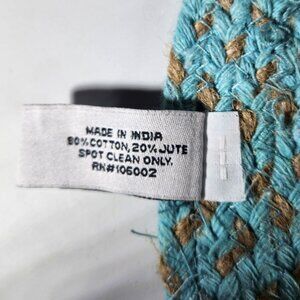 MADE IN INDIA
80% COTTON, 20% JUTE
SPOT CLEAN ONLY.
RN#106002